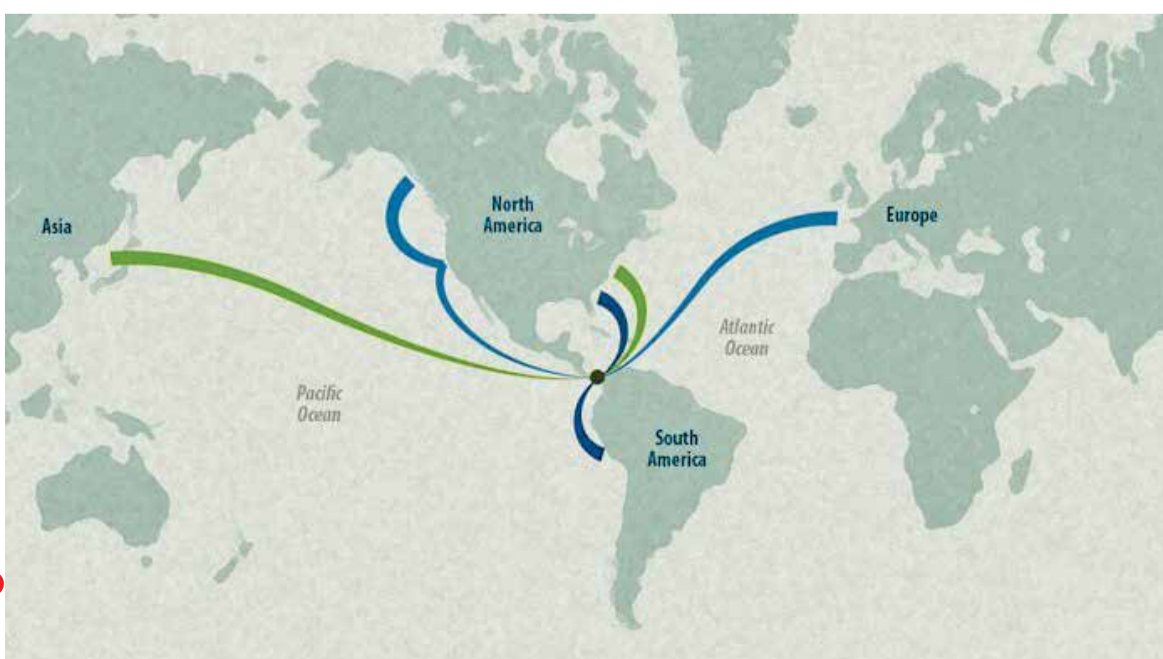 Asia
North
America
Europe
Atlantic
Ocean
Pacific
Ocean
South
America